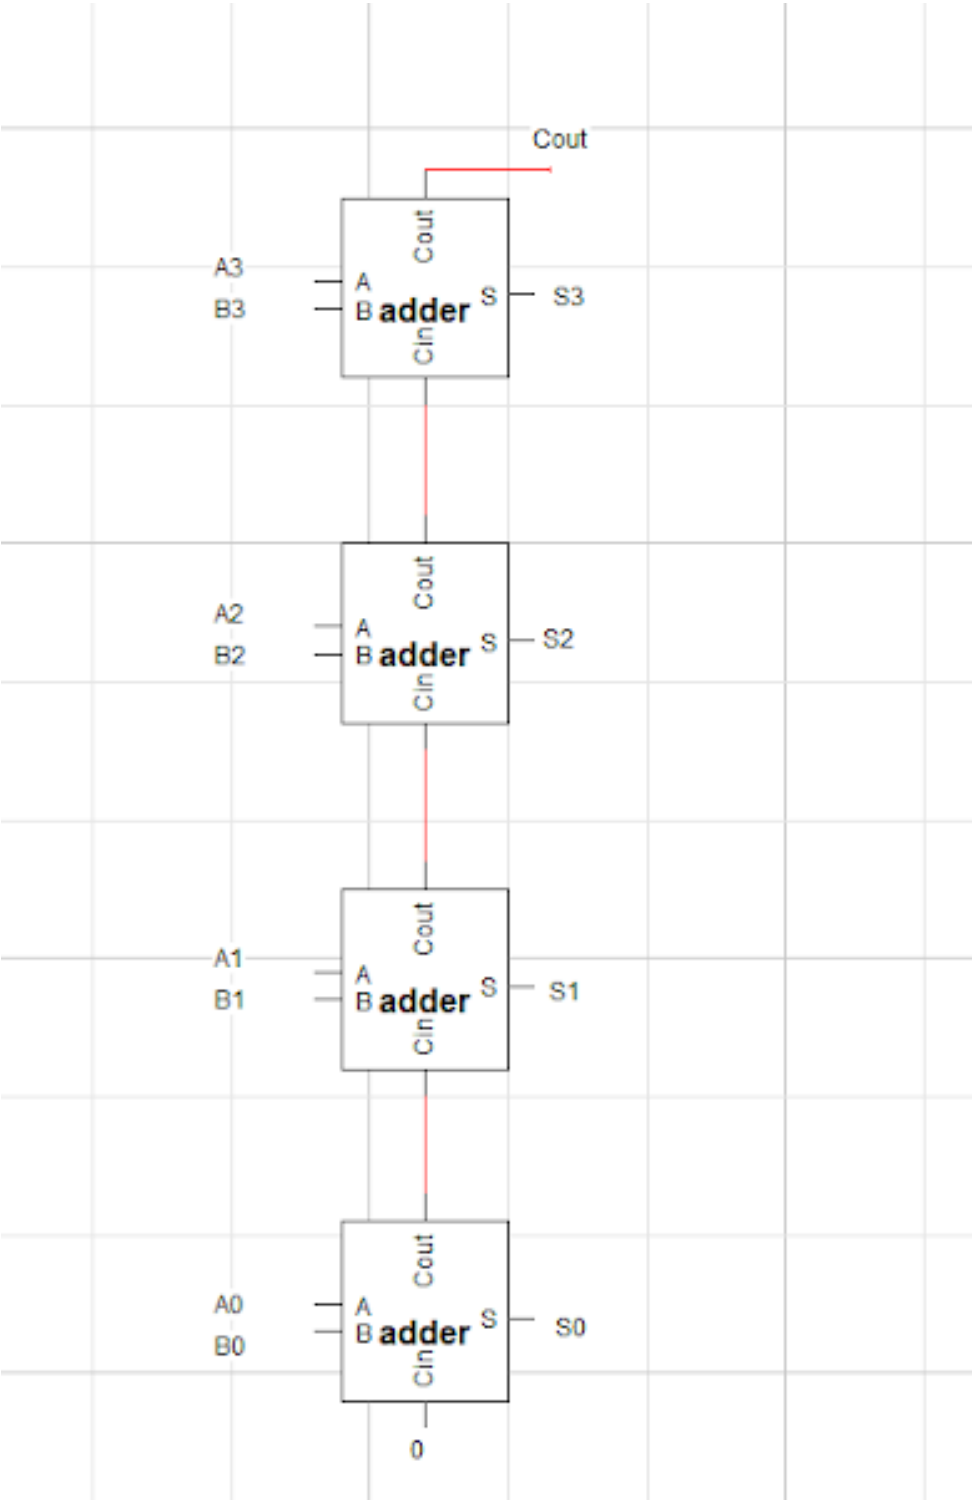 Cout
Cout
A3
A
S
S3
B3
B
adder
Cin
Cout
A2
A
S
S2
B2
B
adder
Cin
Cout
A1
A
S
S1
B1
B
adder
Cin
Cout
A0
A
S
S0
B0
B
adder
Cin
0